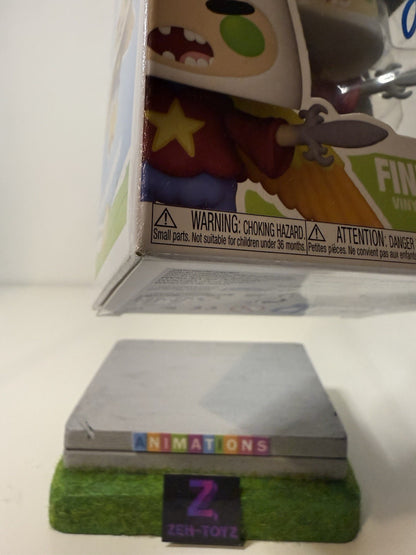 FIN
VINY
WARNING: CHOKING HAZARD.
Small parts. Not suitable for children under 36 months.
ATTENTION: DANGER
Petites pièces. Ne convient pas aux enfants
ANIMATIONS
Z
ZEH-TOYZ